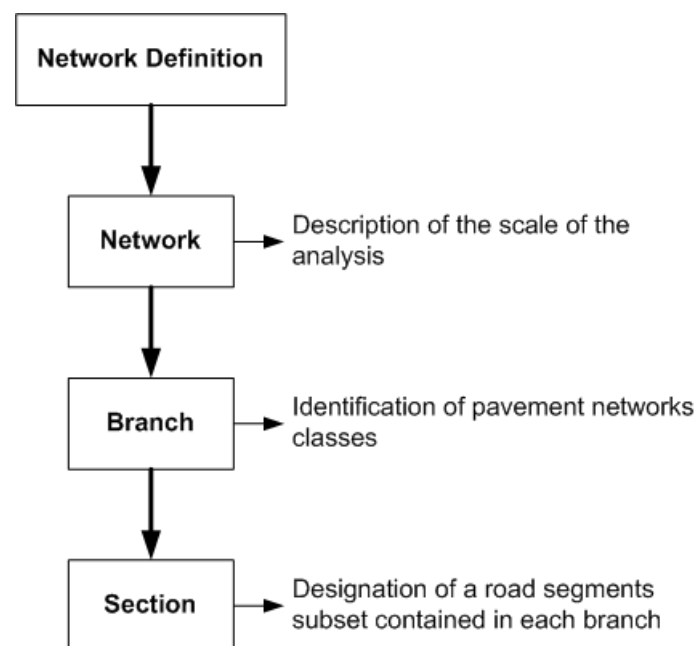 Network Definition
Network
Description of the scale of the
analysis
Branch
Identification of pavement networks
classes
Section
Designation of a road segments
subset contained in each branch